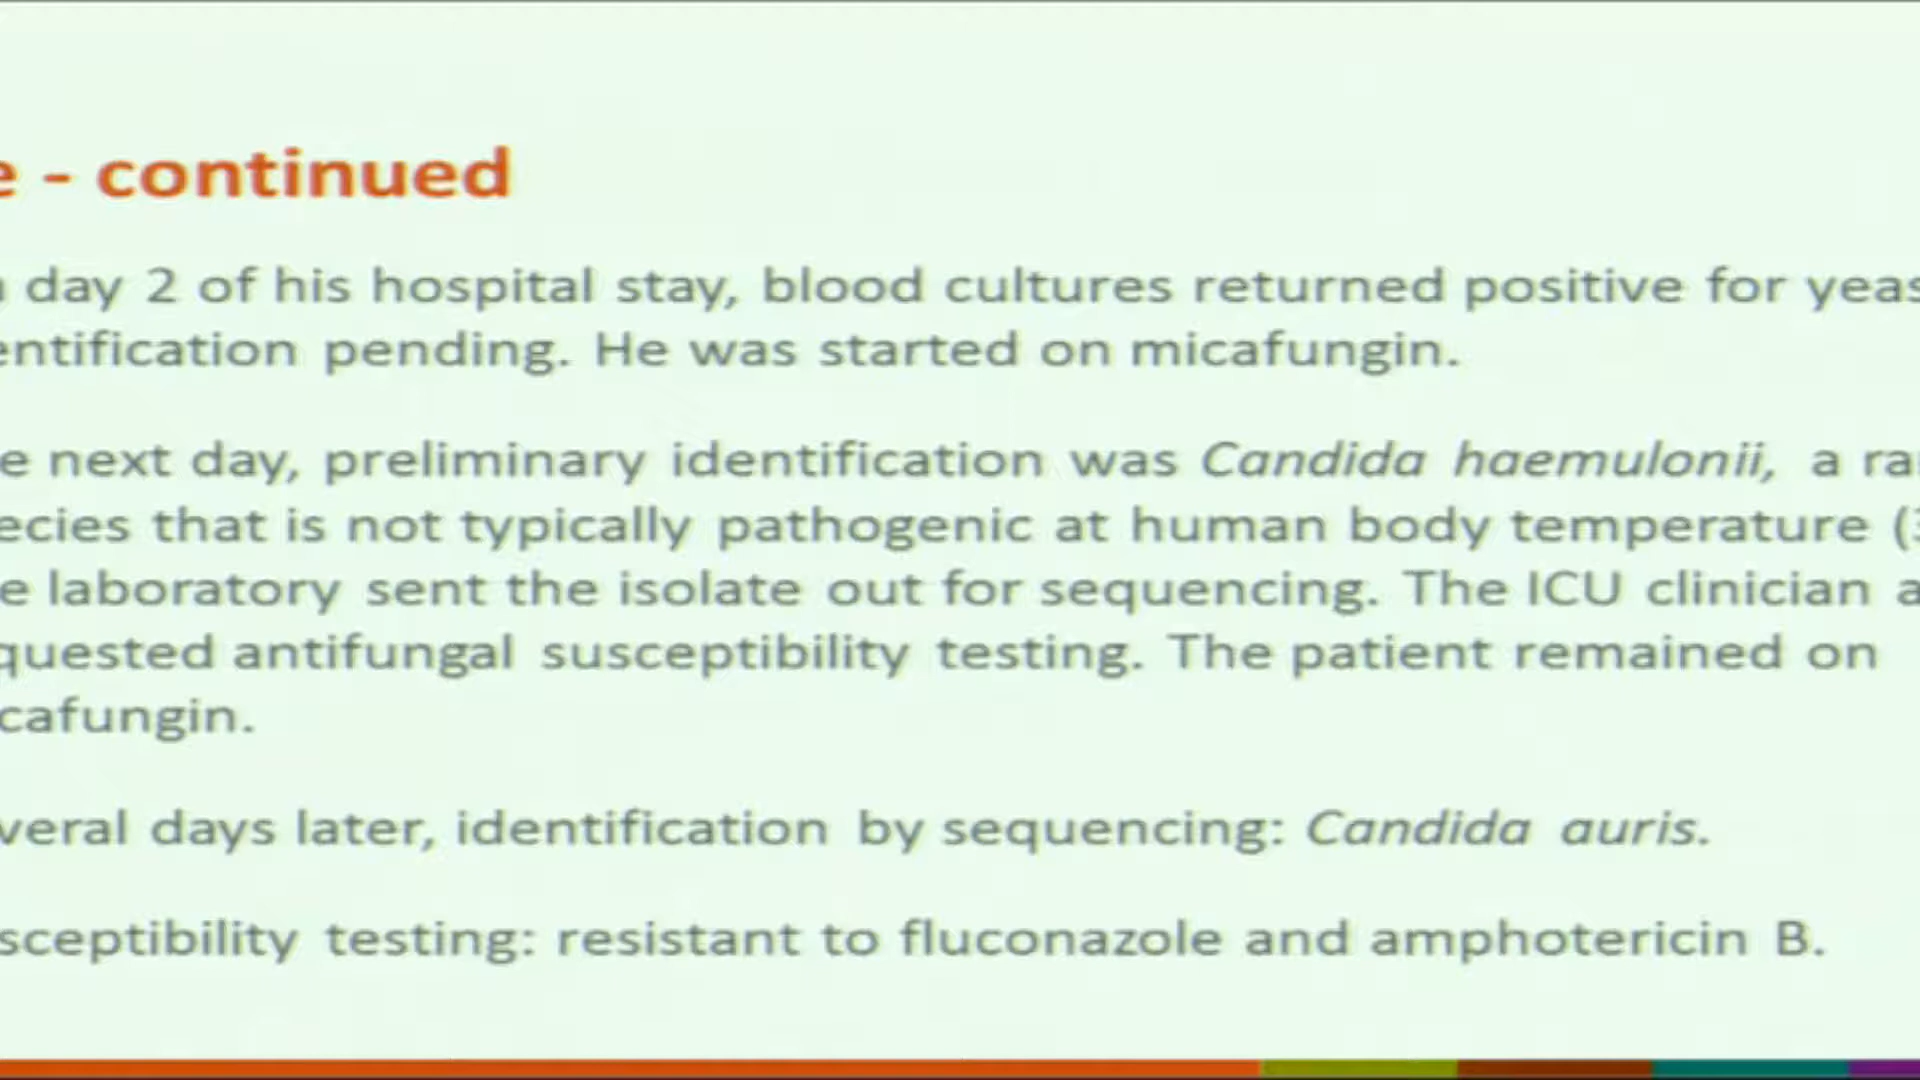 e - continued
day 2 of his hospital stay, blood cultures returned positive for yeas
entification pending. He was started on micafungin.
e next day, preliminary identification was Candida haemulonii, a ra
ecies that is not typically pathogenic at human body temperature (3
e laboratory sent the isolate out for sequencing. The ICU clinician a
quested antifungal susceptibility testing. The patient remained on
cafungin.
veral days later, identification by sequencing: Candida auris.
sceptibility testing: resistant to fluconazole and amphotericin B.